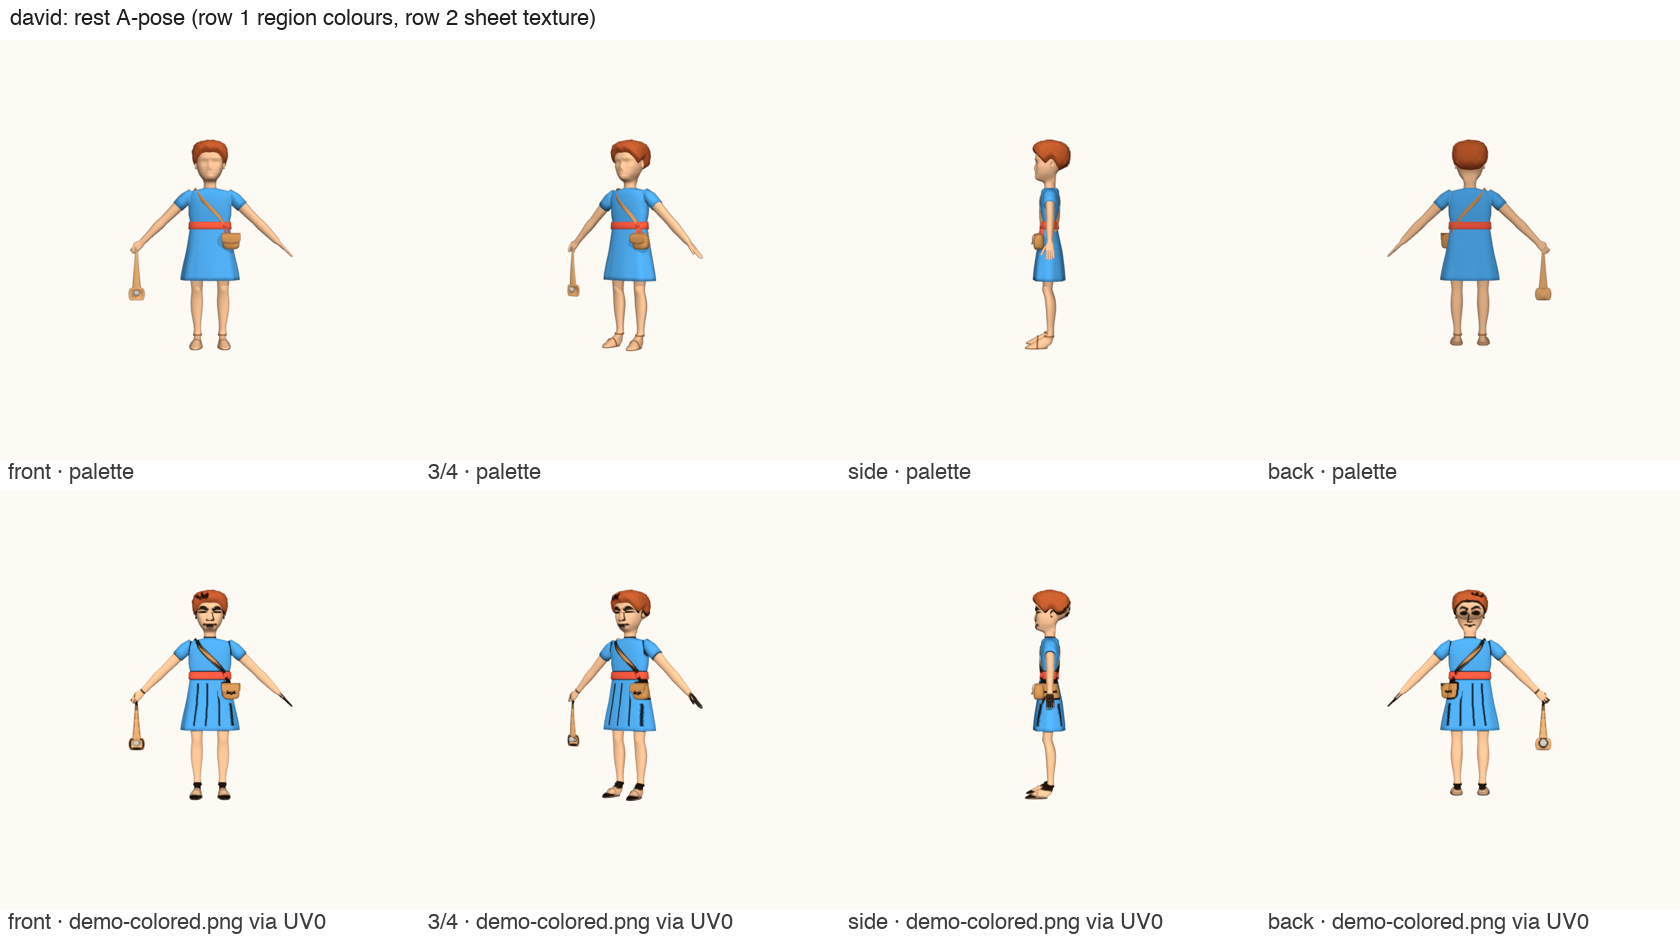 david: rest A-pose (row 1 region colours, row 2 sheet texture)
front · palette
3/4 · palette
side · palette
back · palette
front · demo-colored.png via UV0
3/4 · demo-colored.png via UV0
side · demo-colored.png via UV0
back · demo-colored.png via UV0